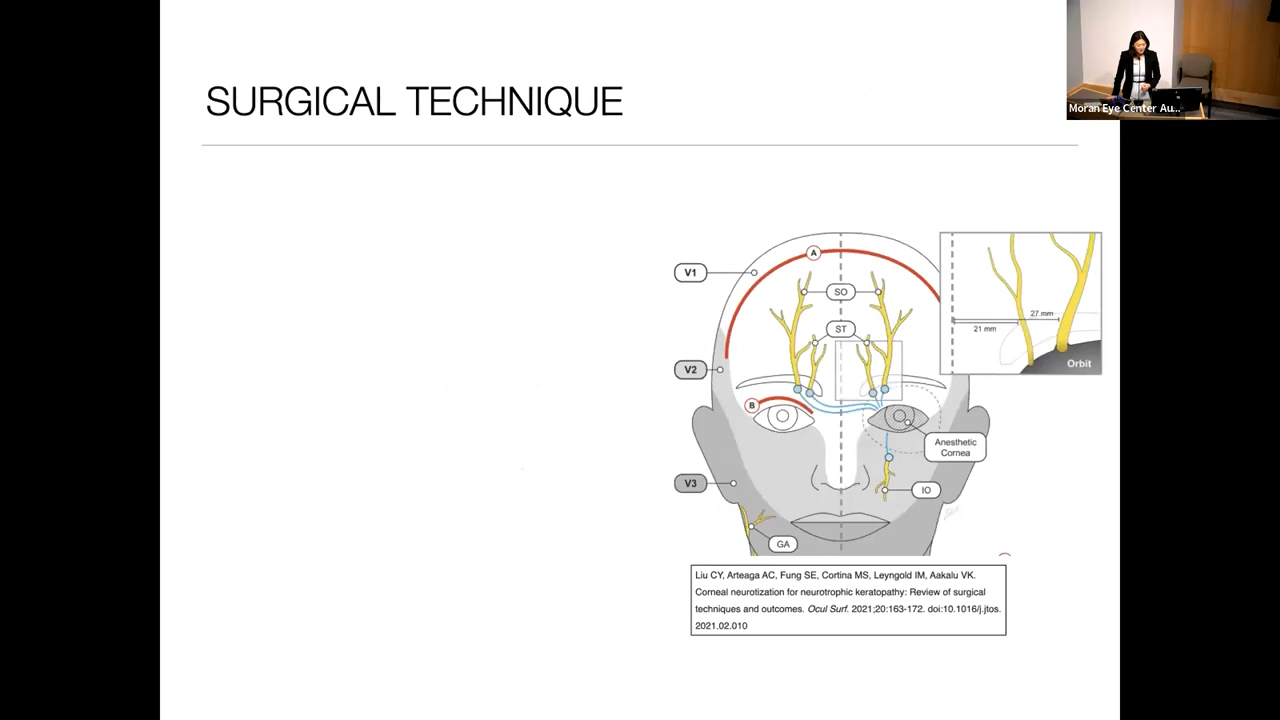 SURGICAL TECHNIQUE
Moran Eye Center Au...
A
V1
SO
27 mm
21 mm
ST
Orbit
V2
B
Anesthetic
Cornea
V3
IO
GA
Liu CY, Arteaga AC, Fung SE, Cortina MS, Leyngold IM, Aakalu VK.
Corneal neurotization for neurotrophic keratopathy: Review of surgical
techniques and outcomes. Ocul Surf. 2021;20:163-172. doi:10.1016/j.jtos.
2021.02.010